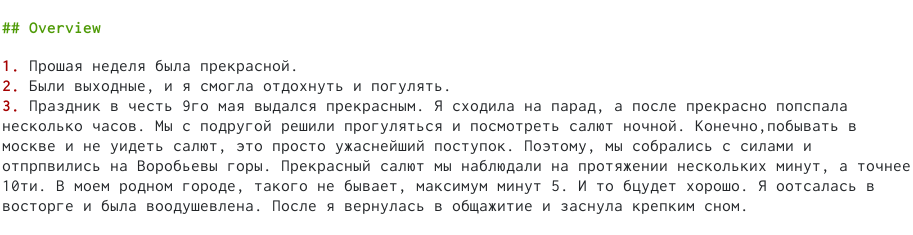 ## Overview
1. Прошая неделя была прекрасной.
2. Были выходные, и я смогла отдохнуть и погулять.
3. Праздник в честь 9го мая выдался прекрасным. Я сходила на парад, а после прекрасно попспала
несколько часов. Мы с подругой решили прогуляться и посмотреть салют ночной. Конечно,побывать в
москве и не уидеть салют, это просто ужаснейший поступок. Поэтому, мы собрались с силами и
отпрпвились на Воробьевы горы. Прекрасный салют мы наблюдали на протяжении нескольких минут, а точнее
10ти. В моем родном городе, такого не бывает, максимум минут 5. И то бцудет хорошо. Я оотсалась в
восторге и была воодушевлена. После я вернулась в общажитие и заснула крепким сном.